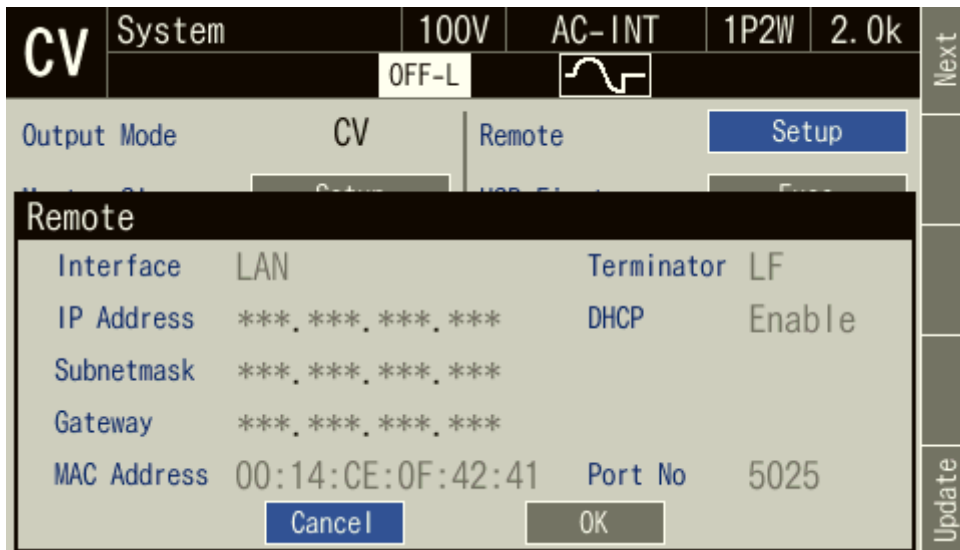 CV System 100V AC-INT 1P2W 2.0k
OFF-L
Next
Output Mode CV Remote Setup
Remote
Interface LAN Terminator LF
IP Address ***.***.***.*** DHCP Enable
Subnetmask ***.***.***.***
Gateway ***.***.***.***
MAC Address 00:14:CE:0F:42:41 Port No 5025
Cancel OK
Update